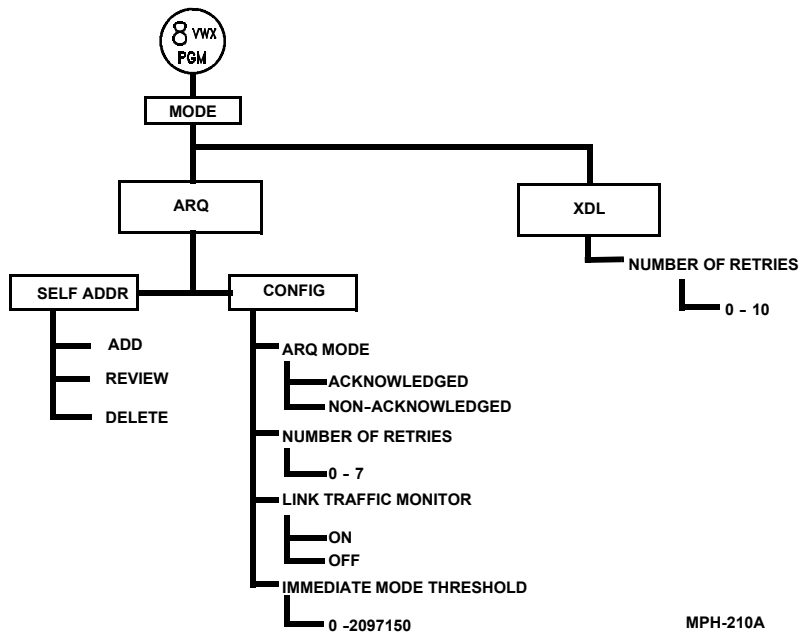 8 VWX
PGM
MODE
ARQ
XDL
NUMBER OF RETRIES
0 - 10
SELF ADDR
CONFIG
ADD
REVIEW
DELETE
ARQ MODE
ACKNOWLEDGED
NON-ACKNOWLEDGED
NUMBER OF RETRIES
0 - 7
LINK TRAFFIC MONITOR
ON
OFF
IMMEDIATE MODE THRESHOLD
0 -2097150
MPH-210A